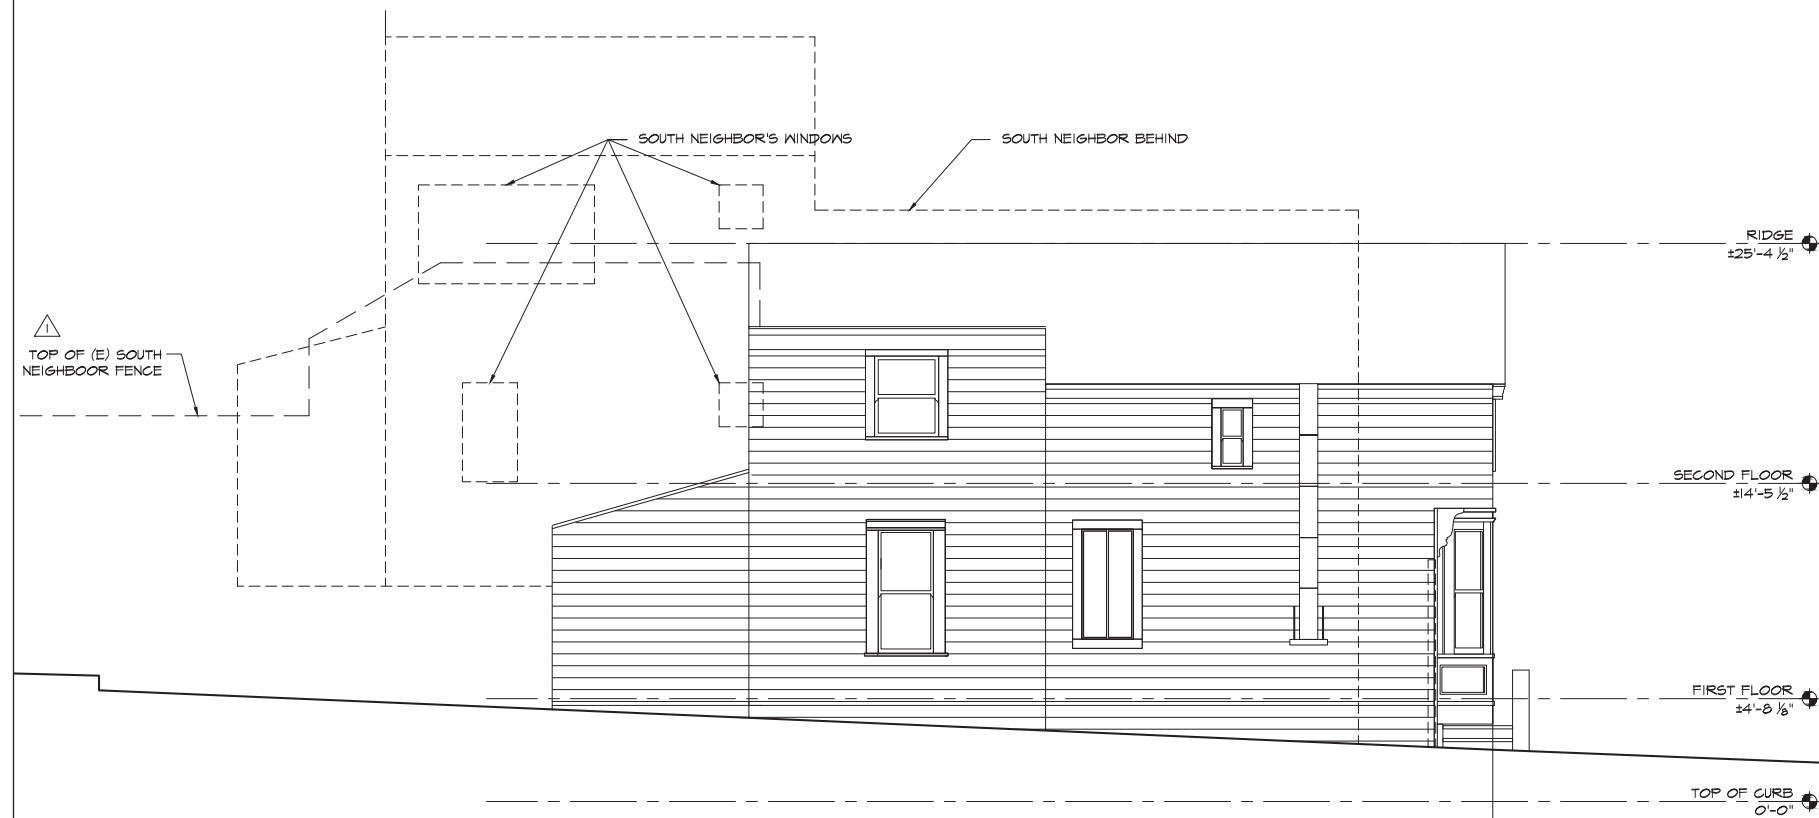 SOUTH NEIGHBOR'S WINDOWS
SOUTH NEIGHBOR BEHIND
RIDGE
±25'-4 ½"
1
TOP OF (E) SOUTH
NEIGHBOOR FENCE
SECOND FLOOR
±14'-5 ½"
FIRST FLOOR
±4'-8 ⅛"
TOP OF CURB
0'-0"